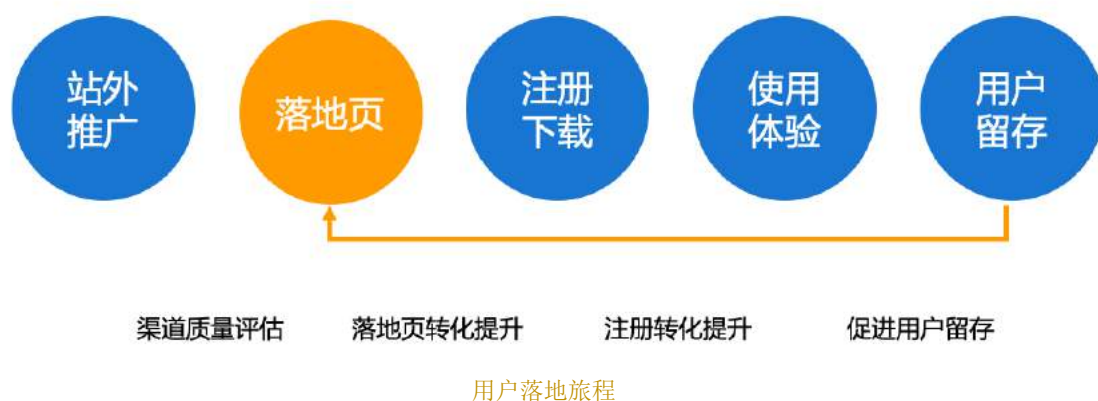 站外
推广
落地页
注册
下载
使用
体验
用户
留存
渠道质量评估
落地页转化提升
注册转化提升
促进用户留存
用户落地旅程